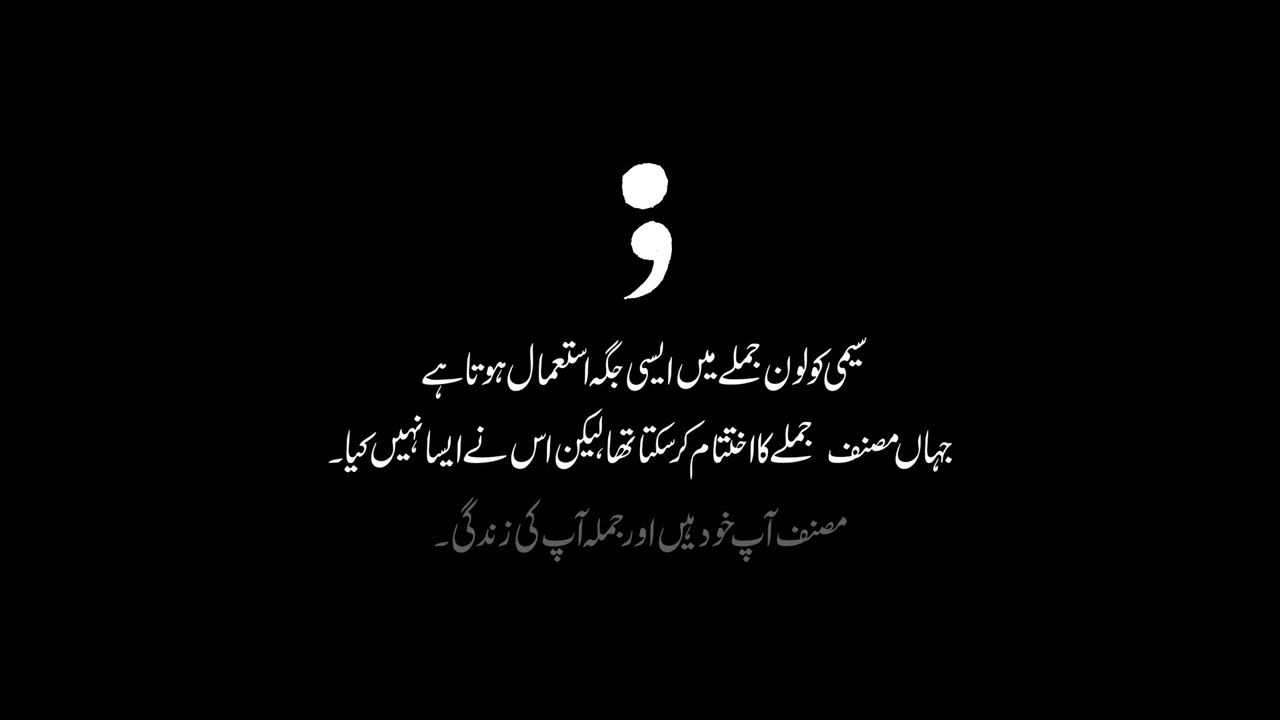 ;
سیمی کولون جملے میں ایسی جگہ استعمال ہوتا ہے
جہاں مصنف جملے کا اختتام کر سکتا تھا، لیکن اس نے ایسا نہیں کیا۔
مصنف آپ خود ہیں اور جملہ آپ کی زندگی۔